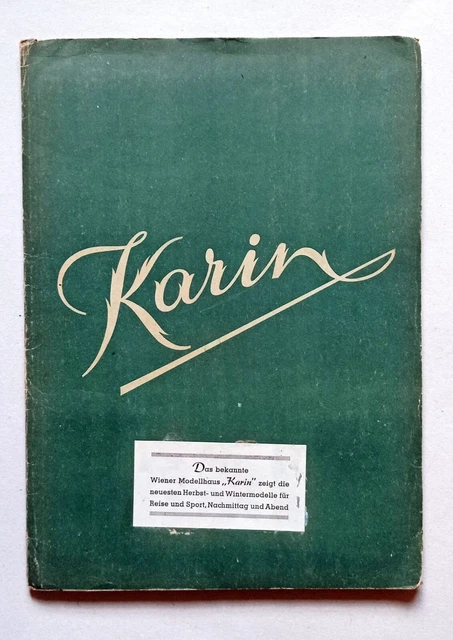 Karin
Das bekannte
Wiener Modellhaus „Karin" zeigt die
neuesten Herbst- und Wintermodelle für
Reise und Sport, Nachmittag und Abend